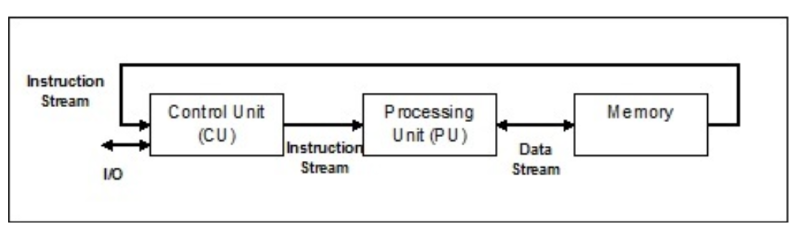 Instruction
Stream
Control Unit
(CU)
I/O
Instruction
Stream
Processing
Unit (PU)
Data
Stream
Memory